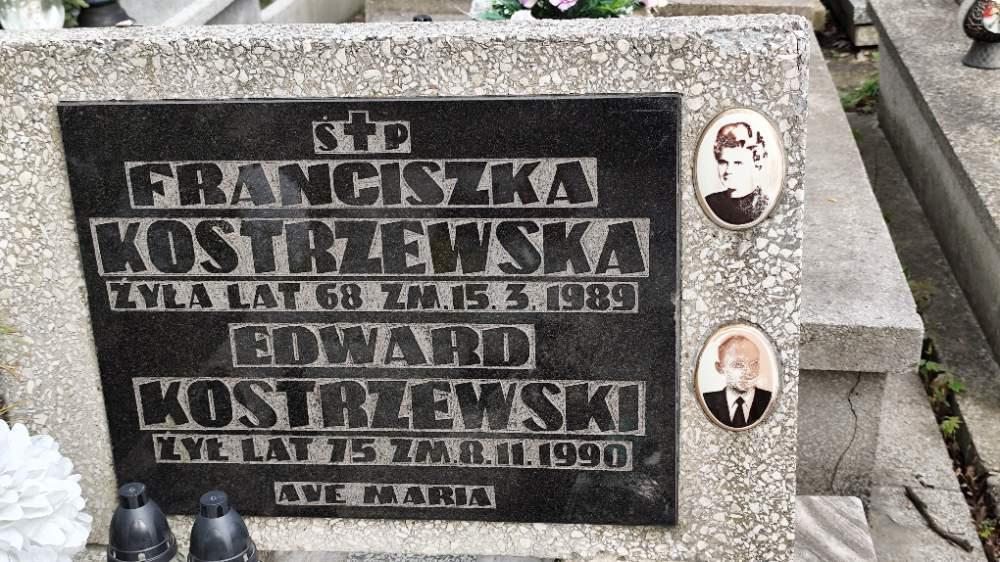 Ś✝P
FRANCISZKA
KOSTRZEWSKA
ŻYŁA LAT 68 ZM. 15. 3. 1989
EDWARD
KOSTRZEWSKI
ŻYŁ LAT 75 ZM. 8. 11. 1990
AVE MARIA